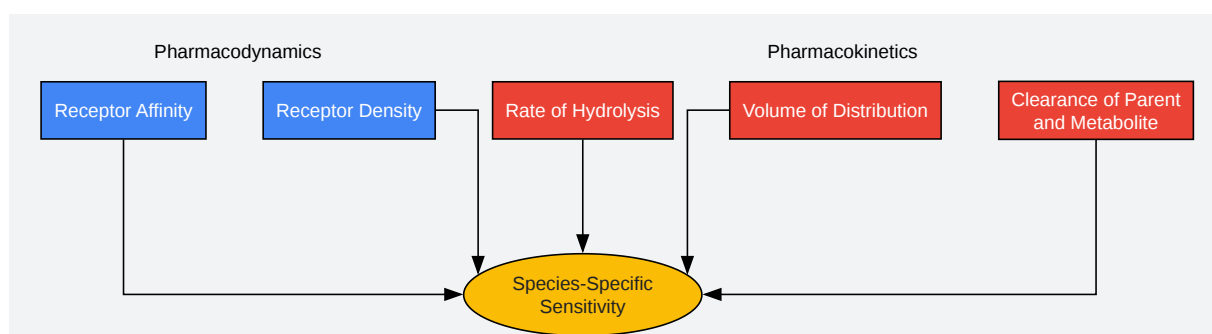 Pharmacodynamics
Pharmacokinetics
Receptor Affinity
Receptor Density
Rate of Hydrolysis
Volume of Distribution
Clearance of Parent
and Metabolite
Species-Specific
Sensitivity